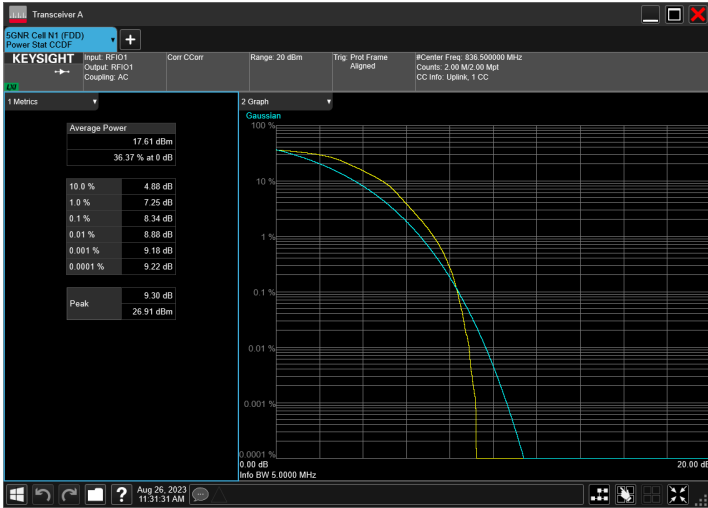 Transceiver A
5GNR Cell N1 (FDD)
Power Stat CCDF
KEYSIGHT
Input: RFIO1
Output: RFIO1
Coupling: AC
Corr CCorr
Range: 20 dBm
Trig: Prot Frame
Aligned
#Center Freq: 836.500000 MHz
Counts: 2.00 M/2.00 Mpt
CC Info: Uplink, 1 CC
1 Metrics
Average Power
17.61 dBm
36.37 % at 0 dB
10.0 % 4.88 dB
1.0 % 7.25 dB
0.1 % 8.34 dB
0.01 % 8.88 dB
0.001 % 9.18 dB
0.0001 % 9.22 dB
Peak
9.30 dB
26.91 dBm
2 Graph
Gaussian
100 %
10 %
1 %
0.1 %
0.01 %
0.001 %
0.0001 %
0.00 dB
20.00 dB
Info BW 5.0000 MHz
Aug 26, 2023
11:31:31 AM